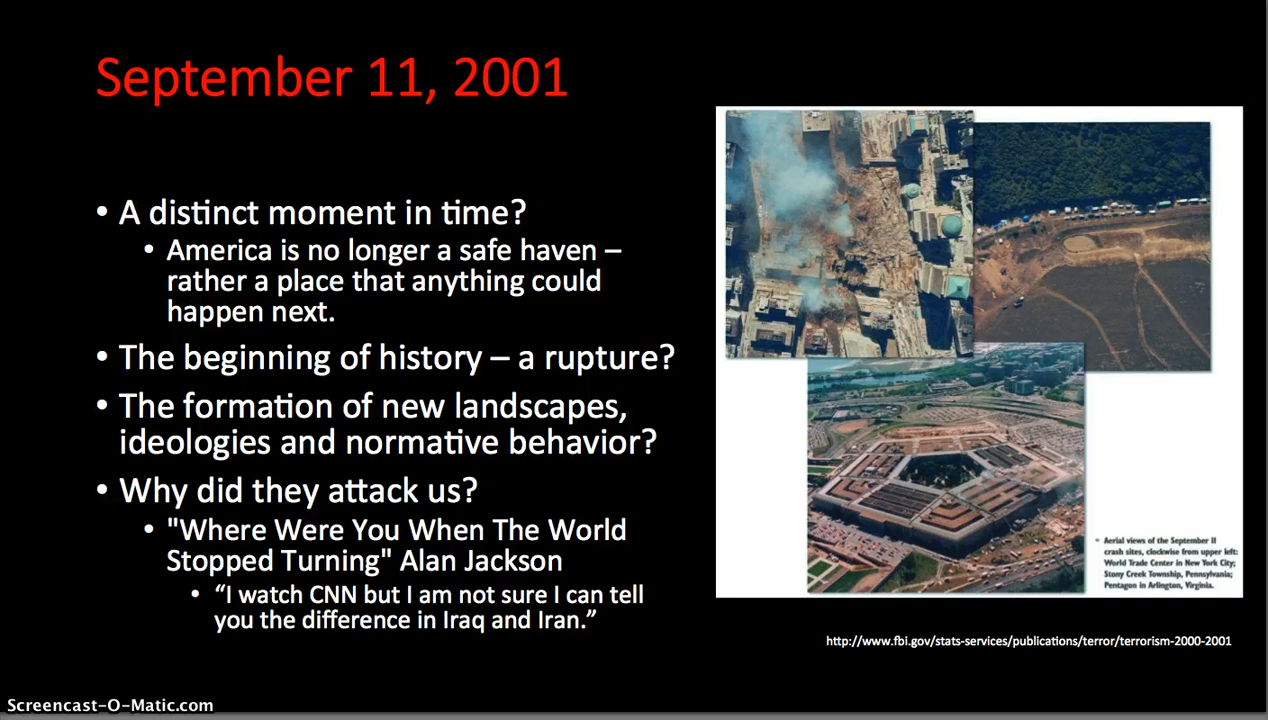 September 11, 2001
• A distinct moment in time?
• America is no longer a safe haven –
rather a place that anything could
happen next.
• The beginning of history – a rupture?
• The formation of new landscapes,
ideologies and normative behavior?
• Why did they attack us?
• "Where Were You When The World
Stopped Turning" Alan Jackson
• “I watch CNN but I am not sure I can tell
you the difference in Iraq and Iran.”
Aerial views of the September 11
crash sites, clockwise from upper left:
World Trade Center in New York City;
Stony Creek Township, Pennsylvania;
Pentagon in Arlington, Virginia.
http://www.fbi.gov/stats-services/publications/terror/terrorism-2000-2001
Screencast-O-Matic.com